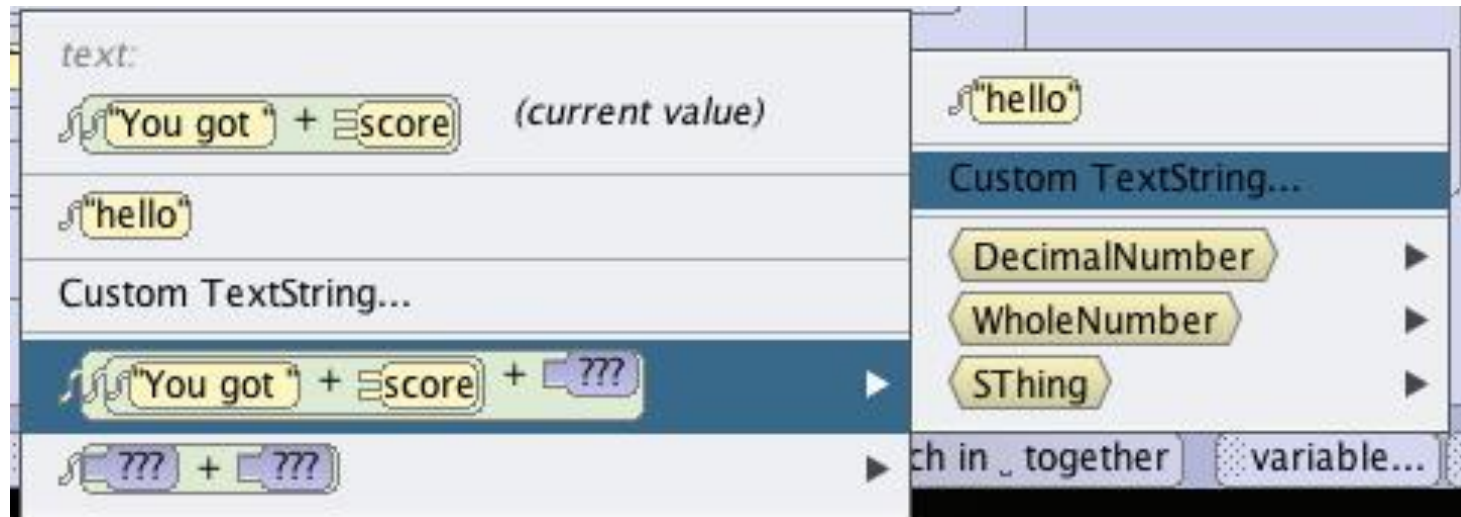 text:
"You got " + score (current value)
"hello"
Custom TextString...
"You got " + score + ???
??? + ???
"hello"
Custom TextString...
DecimalNumber
WholeNumber
SThing
ch in _ together
variable...